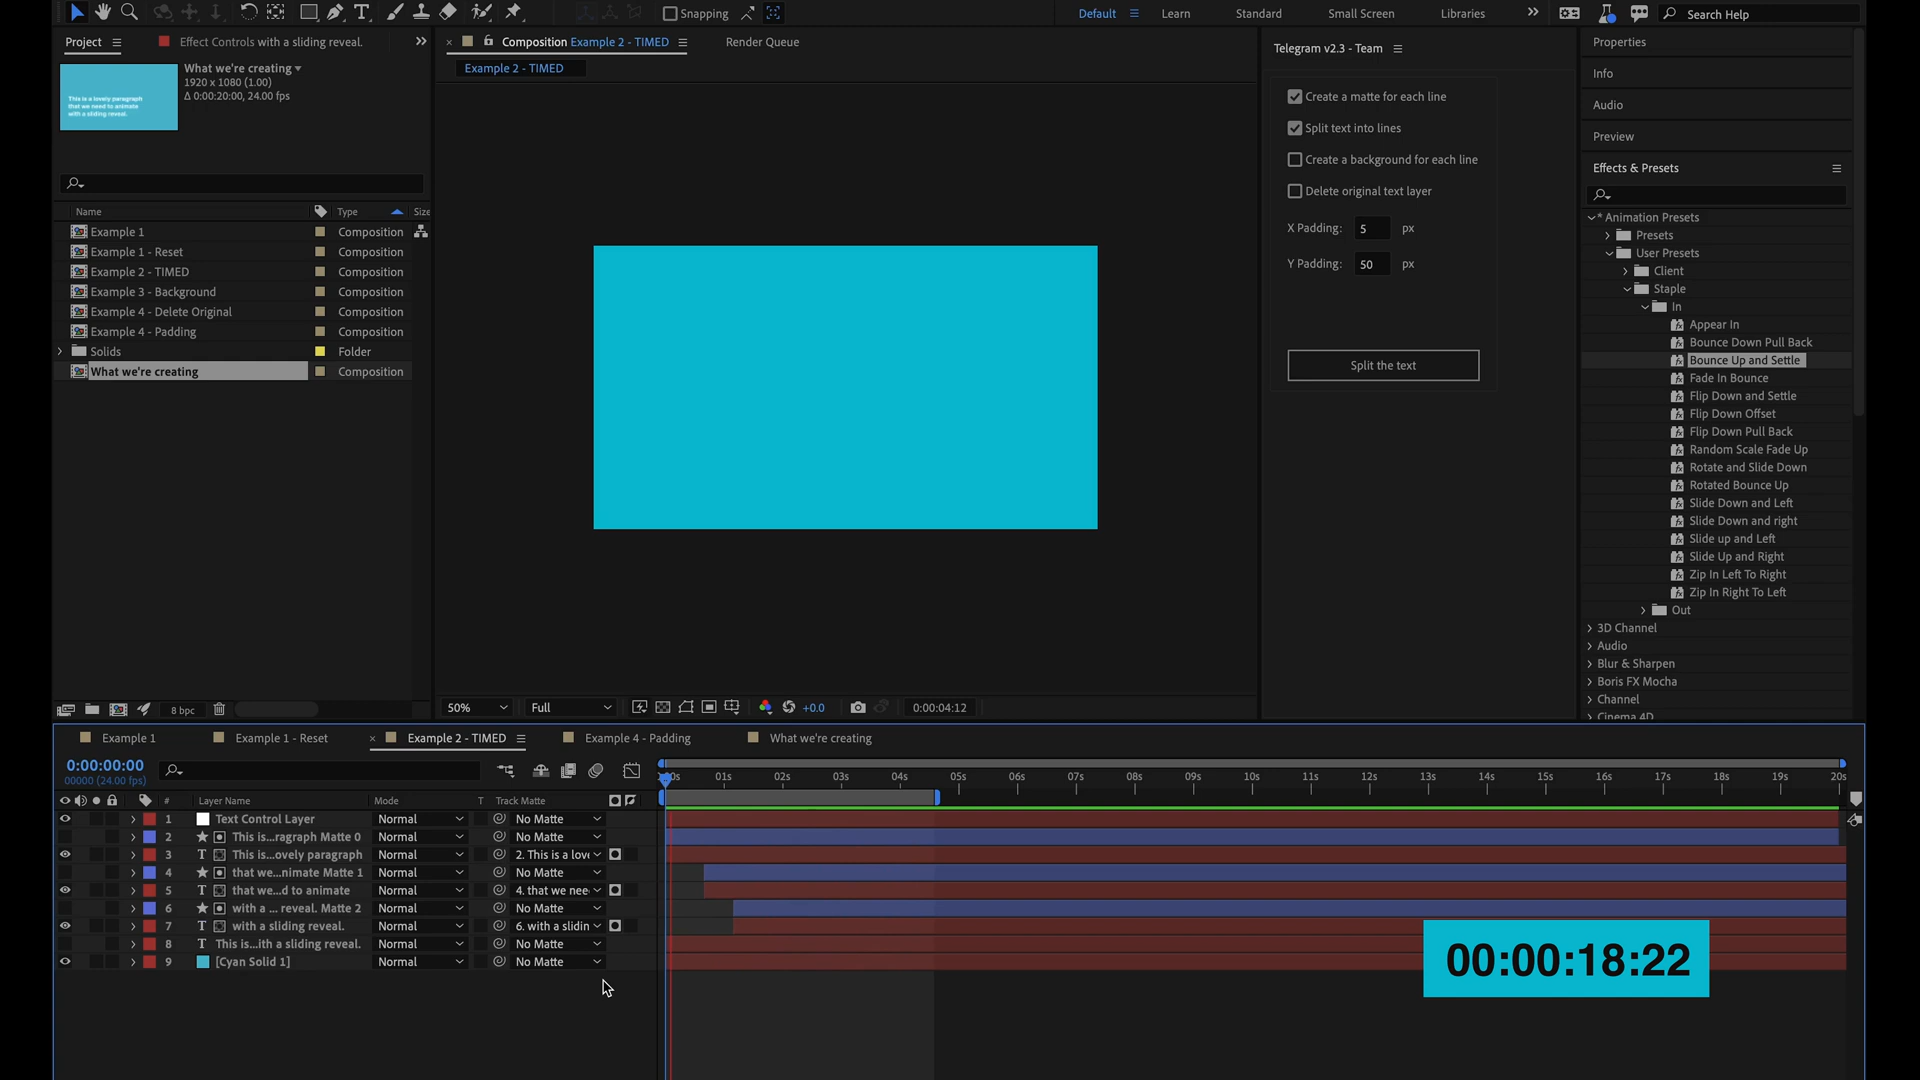 Snapping
Default
Learn
Standard
Small Screen
Libraries
Search Help
Project
Effect Controls with a sliding reveal.
Composition Example 2 - TIMED
Render Queue
Example 2 - TIMED
What we're creating
1920 x 1080 (1.00)
Δ 0:00:20:00, 24.00 fps
This is a lovely paragraph
that we need to animate
with a sliding reveal.
Name
Type
Size
Example 1 Composition
Example 1 - Reset Composition
Example 2 - TIMED Composition
Example 3 - Background Composition
Example 4 - Delete Original Composition
Example 4 - Padding Composition
Solids Folder
What we're creating Composition
8 bpc
50%
Full
+0.0
0:00:04:12
Telegram v2.3 - Team
Create a matte for each line
Split text into lines
Create a background for each line
Delete original text layer
X Padding: 5 px
Y Padding: 50 px
Split the text
Properties
Info
Audio
Preview
Effects & Presets
* Animation Presets
Presets
User Presets
Client
Staple
In
Appear In
Bounce Down Pull Back
Bounce Up and Settle
Fade In Bounce
Flip Down and Settle
Flip Down Offset
Flip Down Pull Back
Random Scale Fade Up
Rotate and Slide Down
Rotated Bounce Up
Slide Down and Left
Slide Down and right
Slide up and Left
Slide Up and Right
Zip In Left To Right
Zip In Right To Left
Out
3D Channel
Audio
Blur & Sharpen
Boris FX Mocha
Channel
Cinema 4D
Example 1
Example 1 - Reset
Example 2 - TIMED
Example 4 - Padding
What we're creating
0:00:00:00
00000 (24.00 fps)
01s 02s 03s 04s 05s 06s 07s 08s 09s 10s 11s 12s 13s 14s 15s 16s 17s 18s 19s 20s
# Layer Name Mode T Track Matte
1 Text Control Layer Normal No Matte
2 This is...ragraph Matte 0 Normal No Matte
3 T This is...ovely paragraph Normal 2. This is a love
4 that we...nimate Matte 1 Normal No Matte
5 T that we...d to animate Normal 4. that we nee
6 with a ... reveal. Matte 2 Normal No Matte
7 T with a sliding reveal. Normal 6. with a slidin
8 T This is...ith a sliding reveal. Normal No Matte
9 [Cyan Solid 1] Normal No Matte
00:00:18:22